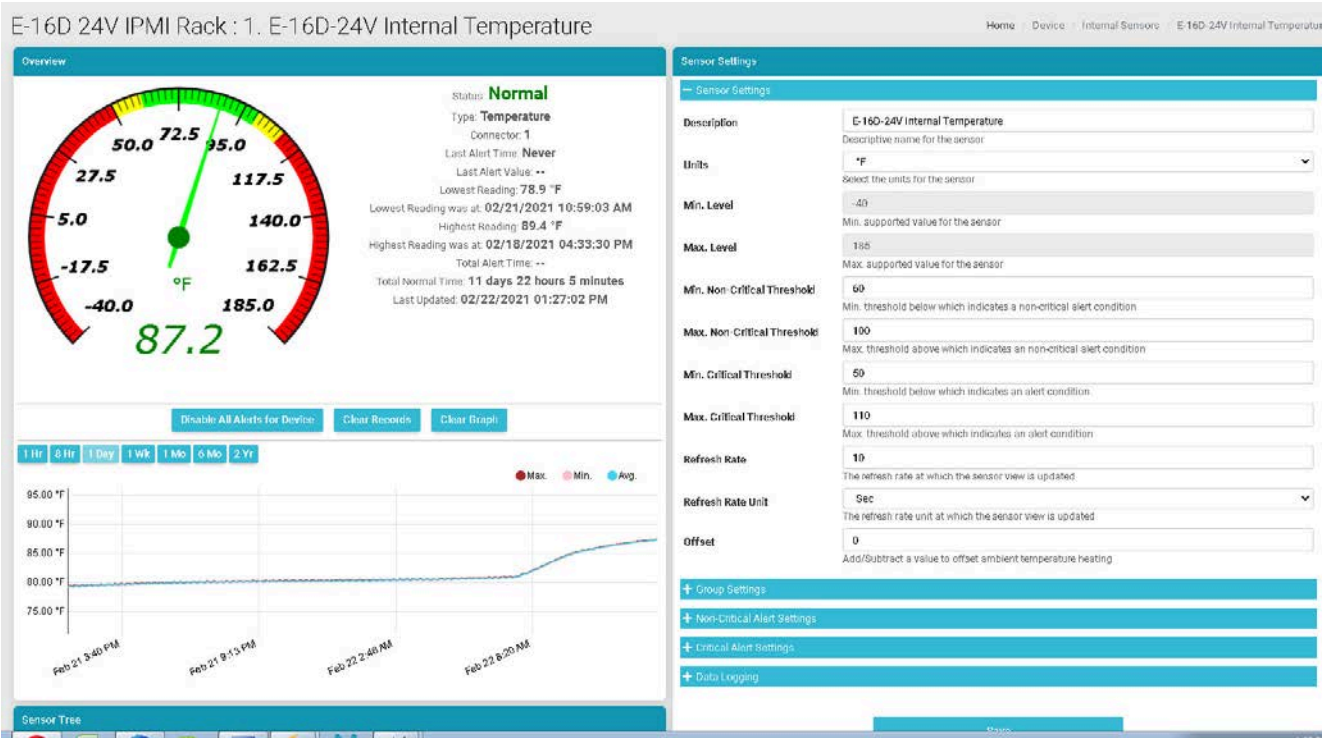 E-16D 24V IPMI Rack : 1. E-16D-24V Internal Temperature
Home / Device / Internal Sensors / E-16D-24V Internal Temperatur
Overview
50.0
72.5
95.0
27.5
117.5
5.0
140.0
-17.5
162.5
-40.0
185.0
°F
87.2
Status: Normal
Type: Temperature
Connector: 1
Last Alert Time: Never
Last Alert Value: --
Lowest Reading: 78.9 °F
Lowest Reading was at: 02/21/2021 10:59:03 AM
Highest Reading: 89.4 °F
Highest Reading was at: 02/18/2021 04:33:30 PM
Total Alert Time: --
Total Normal Time: 11 days 22 hours 5 minutes
Last Updated: 02/22/2021 01:27:02 PM
Disable All Alerts for Device
Clear Records
Clear Graph
1 Hr 8 Hr 1 Day 1 Wk 1 Mo 6 Mo 2 Yr
Max. Min. Avg.
95.00 °F
90.00 °F
85.00 °F
80.00 °F
75.00 °F
Feb 21 3:40 PM
Feb 21 9:13 PM
Feb 22 2:46 AM
Feb 22 8:20 AM
Sensor Tree
Sensor Settings
− Sensor Settings
Description
E-16D-24V Internal Temperature
Descriptive name for the sensor
Units
°F
Select the units for the sensor
Min. Level
-40
Min. supported value for the sensor
Max. Level
185
Max. supported value for the sensor
Min. Non-Critical Threshold
60
Min. threshold below which indicates a non-critical alert condition
Max. Non-Critical Threshold
100
Max. threshold above which indicates an non-critical alert condition
Min. Critical Threshold
50
Min. threshold below which indicates an alert condition
Max. Critical Threshold
110
Max. threshold above which indicates an alert condition
Refresh Rate
10
The refresh rate at which the sensor view is updated
Refresh Rate Unit
Sec
The refresh rate unit at which the sensor view is updated
Offset
0
Add/Subtract a value to offset ambient temperature heating
+ Group Settings
+ Non-Critical Alert Settings
+ Critical Alert Settings
+ Data Logging
Save